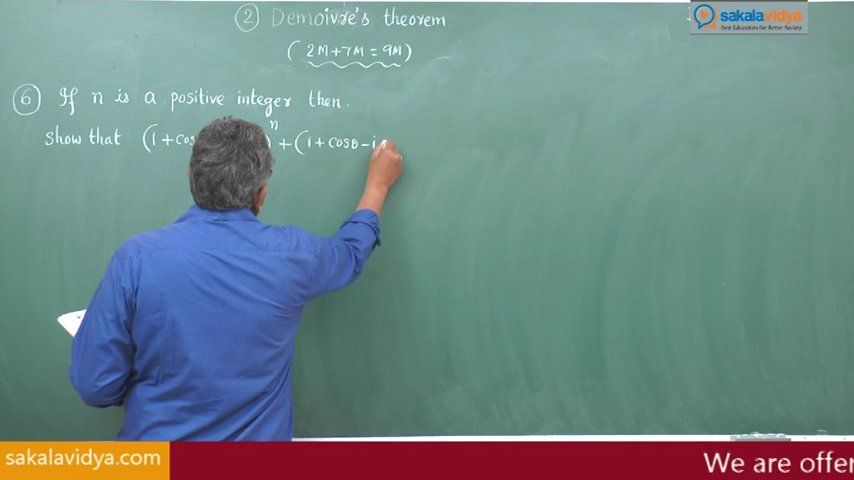 ② Demoivre's theorem
sakalavidya
Best Education for Better Society
(2M+7M=9M)
⑥ If n is a positive integer then.
Show that (1+cos )ⁿ + (1+cosθ-i
sakalavidya.com
We are offer